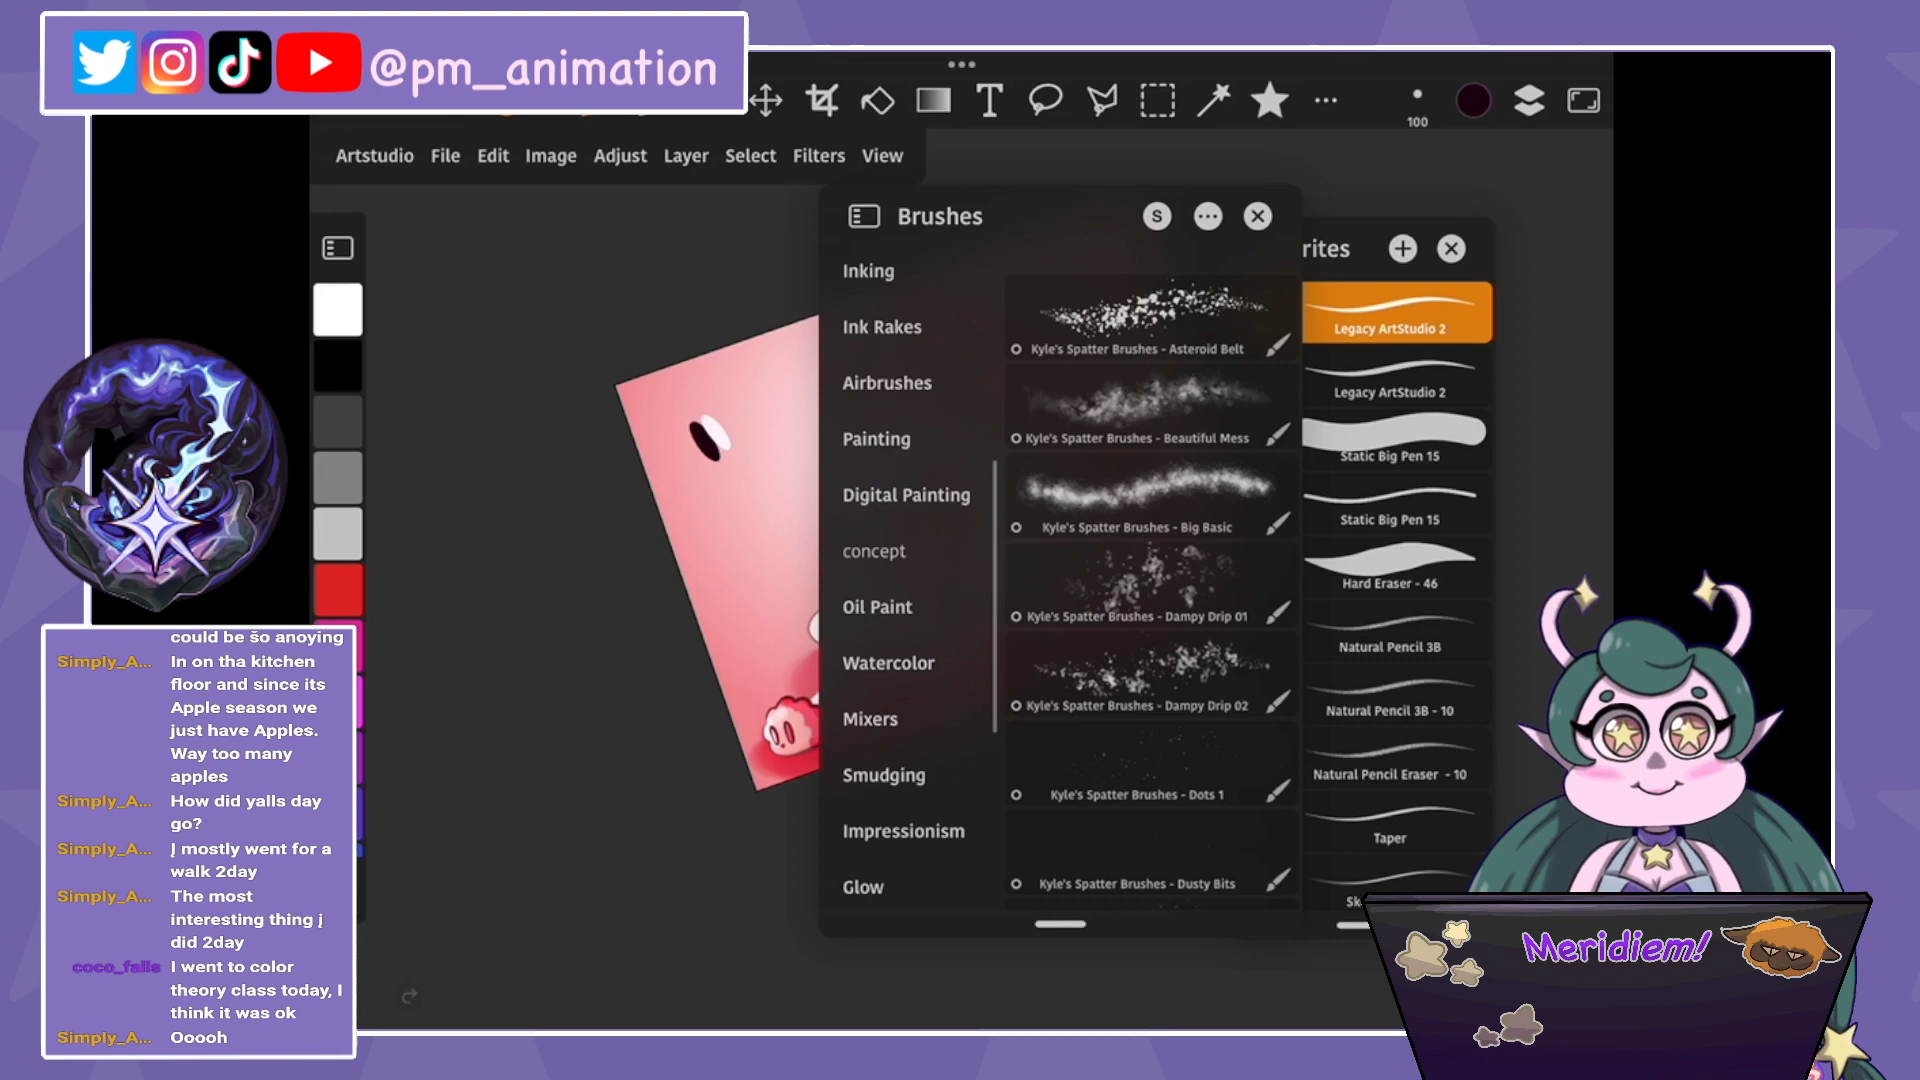 @pm_animation
100
Artstudio File Edit Image Adjust Layer Select Filters View
Brushes
S
Inking
Ink Rakes
Airbrushes
Painting
Digital Painting
concept
Oil Paint
Watercolor
Mixers
Smudging
Impressionism
Glow
Kyle's Spatter Brushes - Asteroid Belt
Kyle's Spatter Brushes - Beautiful Mess
Kyle's Spatter Brushes - Big Basic
Kyle's Spatter Brushes - Dampy Drip 01
Kyle's Spatter Brushes - Dampy Drip 02
Kyle's Spatter Brushes - Dots 1
Kyle's Spatter Brushes - Dusty Bits
rites
Legacy ArtStudio 2
Legacy ArtStudio 2
Static Big Pen 15
Static Big Pen 15
Hard Eraser - 46
Natural Pencil 3B
Natural Pencil 3B - 10
Natural Pencil Eraser - 10
Taper
Sk
could be šo anoying
Simply_A... In on tha kitchen
floor and since its
Apple season we
just have Apples.
Way too many
apples
Simply_A... How did yalls day
go?
Simply_A... Į mostly went for a
walk 2day
Simply_A... The most
interesting thing į
did 2day
coco_falls I went to color
theory class today, I
think it was ok
Simply_A... Ooooh
Meridiem!